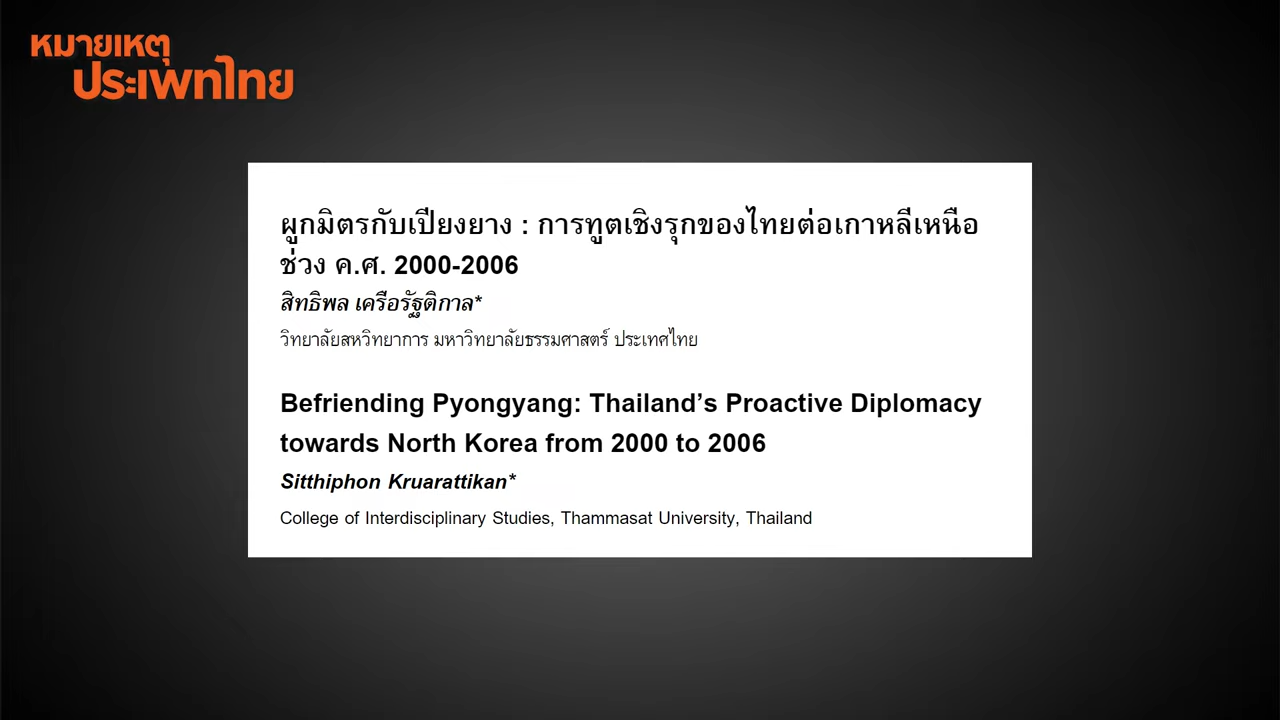 หมายเหตุ
ประเพทไทย
ผูกมิตรกับเปียงยาง : การทูตเชิงรุกของไทยต่อเกาหลีเหนือ
ช่วง ค.ศ. 2000-2006
สิทธิพล เครือรัฐติกาล*
วิทยาลัยสหวิทยาการ มหาวิทยาลัยธรรมศาสตร์ ประเทศไทย
Befriending Pyongyang: Thailand’s Proactive Diplomacy
towards North Korea from 2000 to 2006
Sitthiphon Kruarattikan*
College of Interdisciplinary Studies, Thammasat University, Thailand